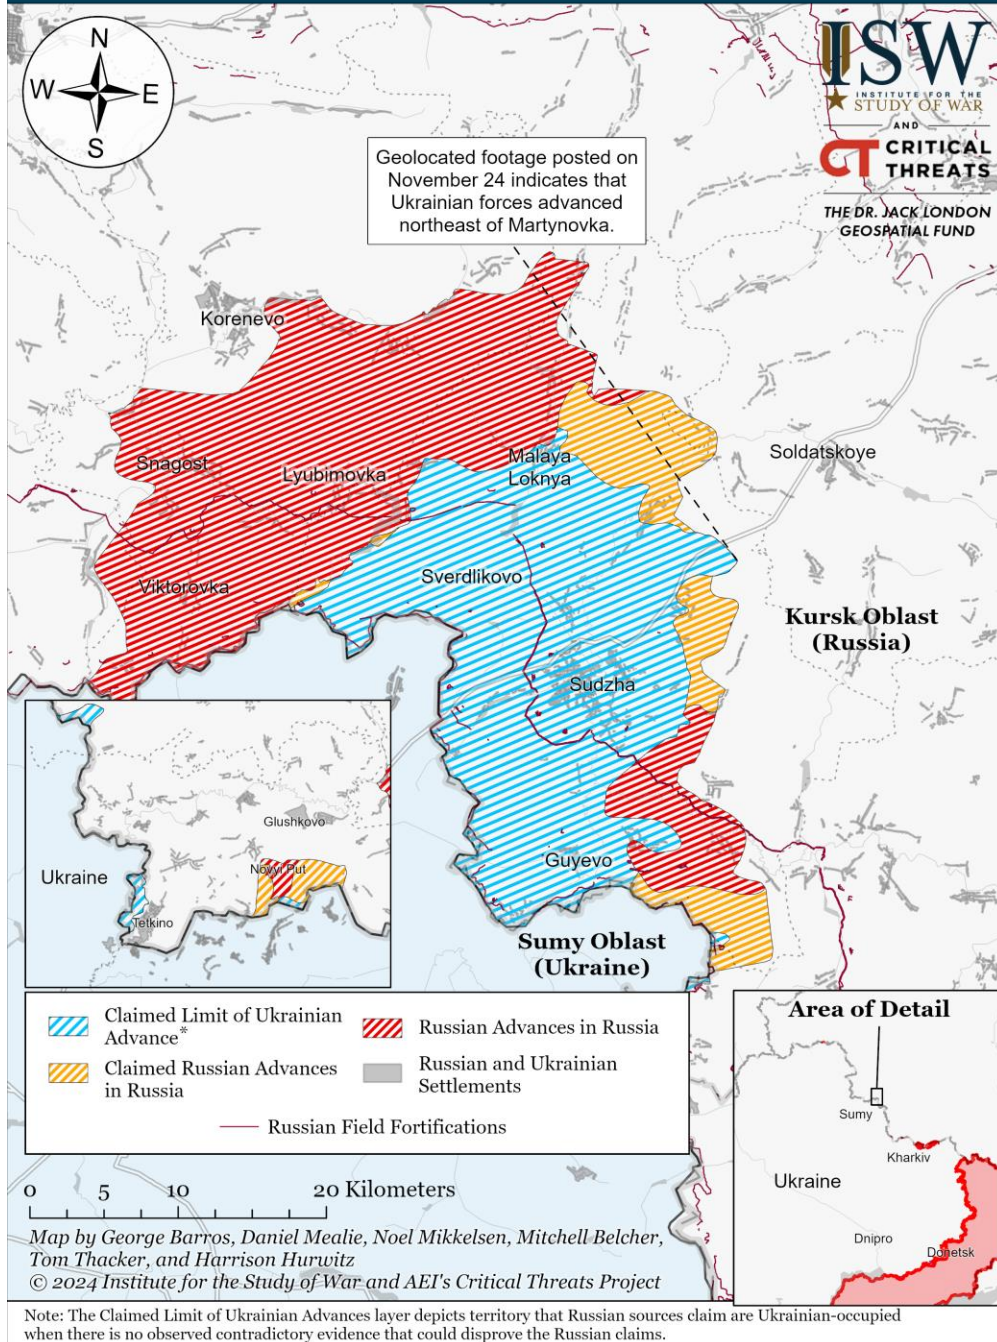 N
W
E
S
ISW
INSTITUTE FOR THE
STUDY OF WAR
AND
CT CRITICAL
THREATS
THE DR. JACK LONDON
GEOSPATIAL FUND
Geolocated footage posted on
November 24 indicates that
Ukrainian forces advanced
northeast of Martynovka.
Korenevo
Snagost
Lyubimovka
Malaya
Loknya
Soldatskoye
Viktorovka
Sverdlikovo
Kursk Oblast
(Russia)
Sudzha
Guyevo
Sumy Oblast
(Ukraine)
Glushkovo
Novyi Put
Ukraine
Tetkino
Claimed Limit of Ukrainian
Advance*
Russian Advances in Russia
Claimed Russian Advances
in Russia
Russian and Ukrainian
Settlements
Russian Field Fortifications
Area of Detail
Sumy
Kharkiv
Ukraine
Dnipro
Donetsk
0 5 10 20 Kilometers
Map by George Barros, Daniel Mealie, Noel Mikkelsen, Mitchell Belcher,
Tom Thacker, and Harrison Hurwitz
© 2024 Institute for the Study of War and AEI's Critical Threats Project
Note: The Claimed Limit of Ukrainian Advances layer depicts territory that Russian sources claim are Ukrainian-occupied
when there is no observed contradictory evidence that could disprove the Russian claims.